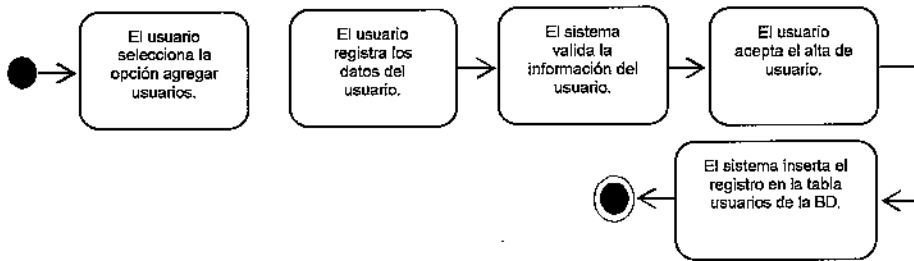 El usuario
selecciona la
opción agregar
usuarios.
El usuario
registra los
datos del
usuario.
El sistema
valida la
información del
usuario.
El usuario
acepta el alta de
usuario.
El sistema inserta el
registro en la tabla
usuarios de la BD.